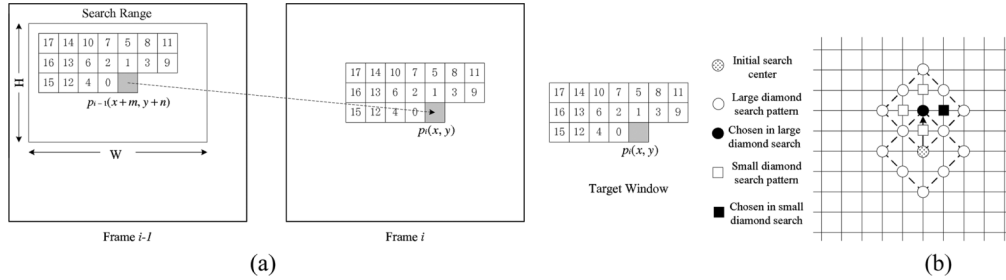 Search Range
17 14 10 7 5 8 11
16 13 6 2 1 3 9
15 12 4 0
p_{i−1}(x+m, y+n)
H
W
Frame i-1
17 14 10 7 5 8 11
16 13 6 2 1 3 9
15 12 4 0
p_i(x, y)
Frame i
17 14 10 7 5 8 11
16 13 6 2 1 3 9
15 12 4 0
p_i(x, y)
Target Window
(a)
Initial search
center
Large diamond
search pattern
Chosen in large
diamond search
Small diamond
search pattern
Chosen in small
diamond search
(b)